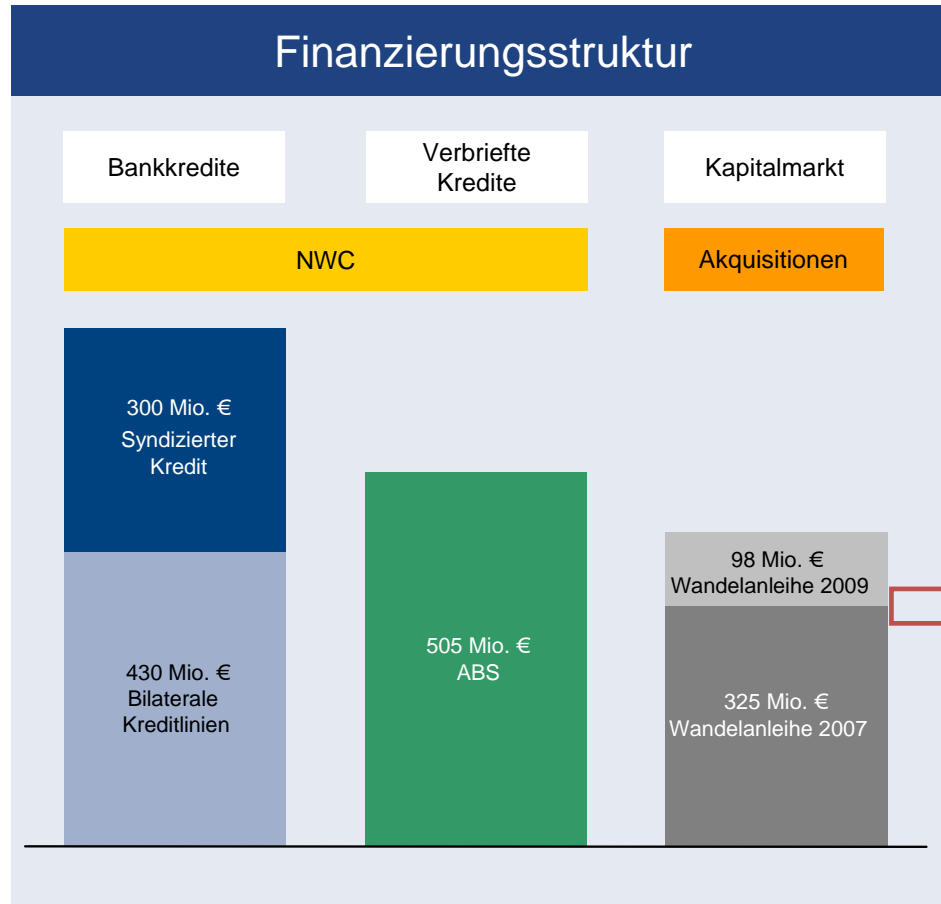 Finanzierungsstruktur
Bankkredite
Verbriefte
Kredite
Kapitalmarkt
NWC
Akquisitionen
300 Mio. €
Syndizierter
Kredit
430 Mio. €
Bilaterale
Kreditlinien
505 Mio. €
ABS
98 Mio. €
Wandelanleihe 2009
325 Mio. €
Wandelanleihe 2007